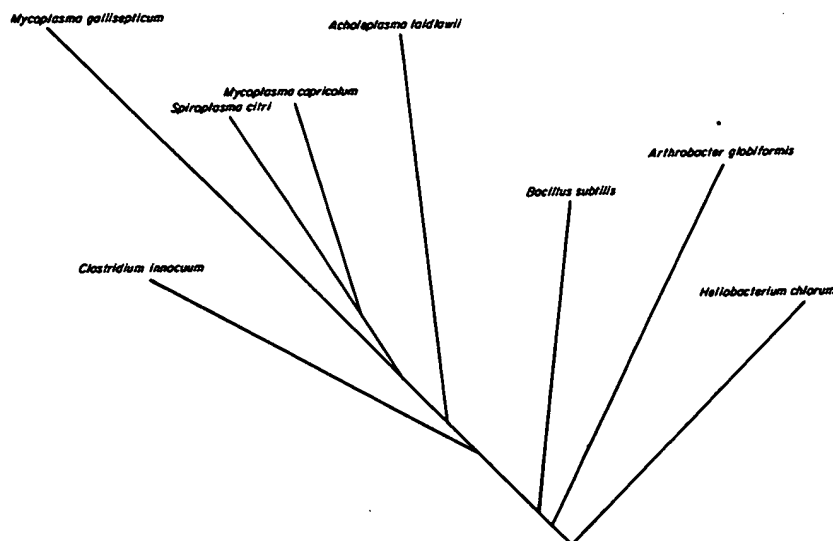 Mycoplasma gallisepticum
Acholeplasma laidlawii
Mycoplasma capricolum
Spiroplasma citri
Arthrobacter globiformis
Bacillus subtilis
Clostridium innocuum
Heliobacterium chlorum